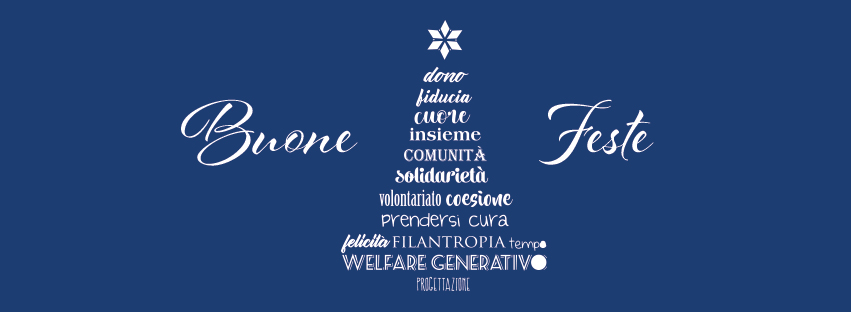 Buone Feste
dono
fiducia
cuore
insieme
COMUNITÀ
solidarietà
volontariato coesione
prendersi cura
felicità FILANTROPIA tempo
WELFARE GENERATIVO
PROGETTAZIONE